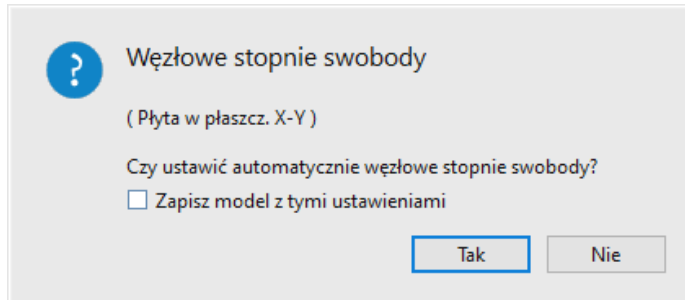 Węzłowe stopnie swobody
( Płyta w płaszcz. X-Y )
Czy ustawić automatycznie węzłowe stopnie swobody?
Zapisz model z tymi ustawieniami
Tak Nie